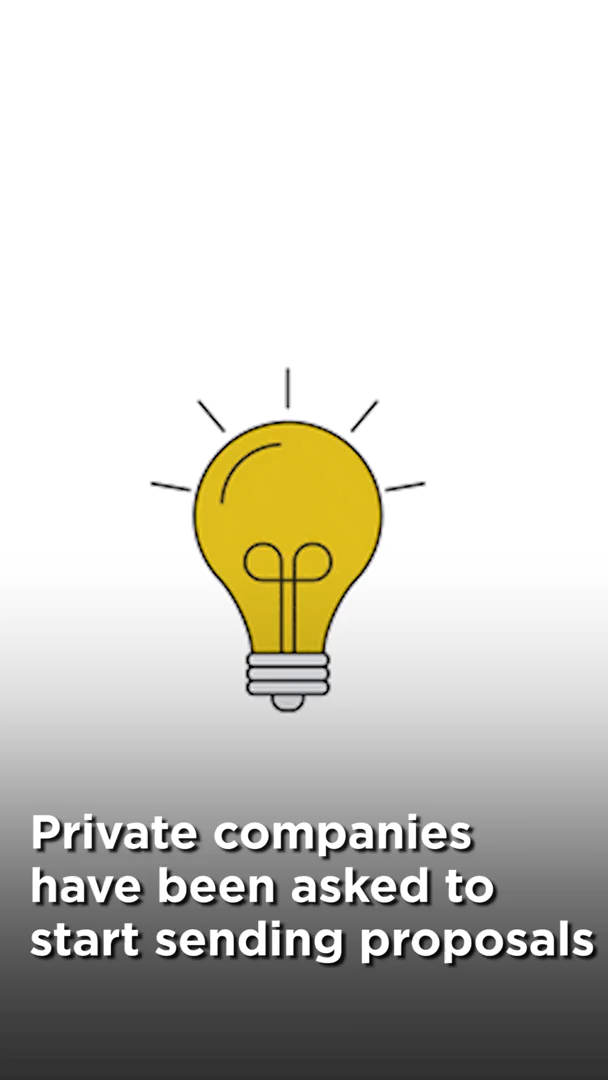 Private companies
have been asked to
start sending proposals